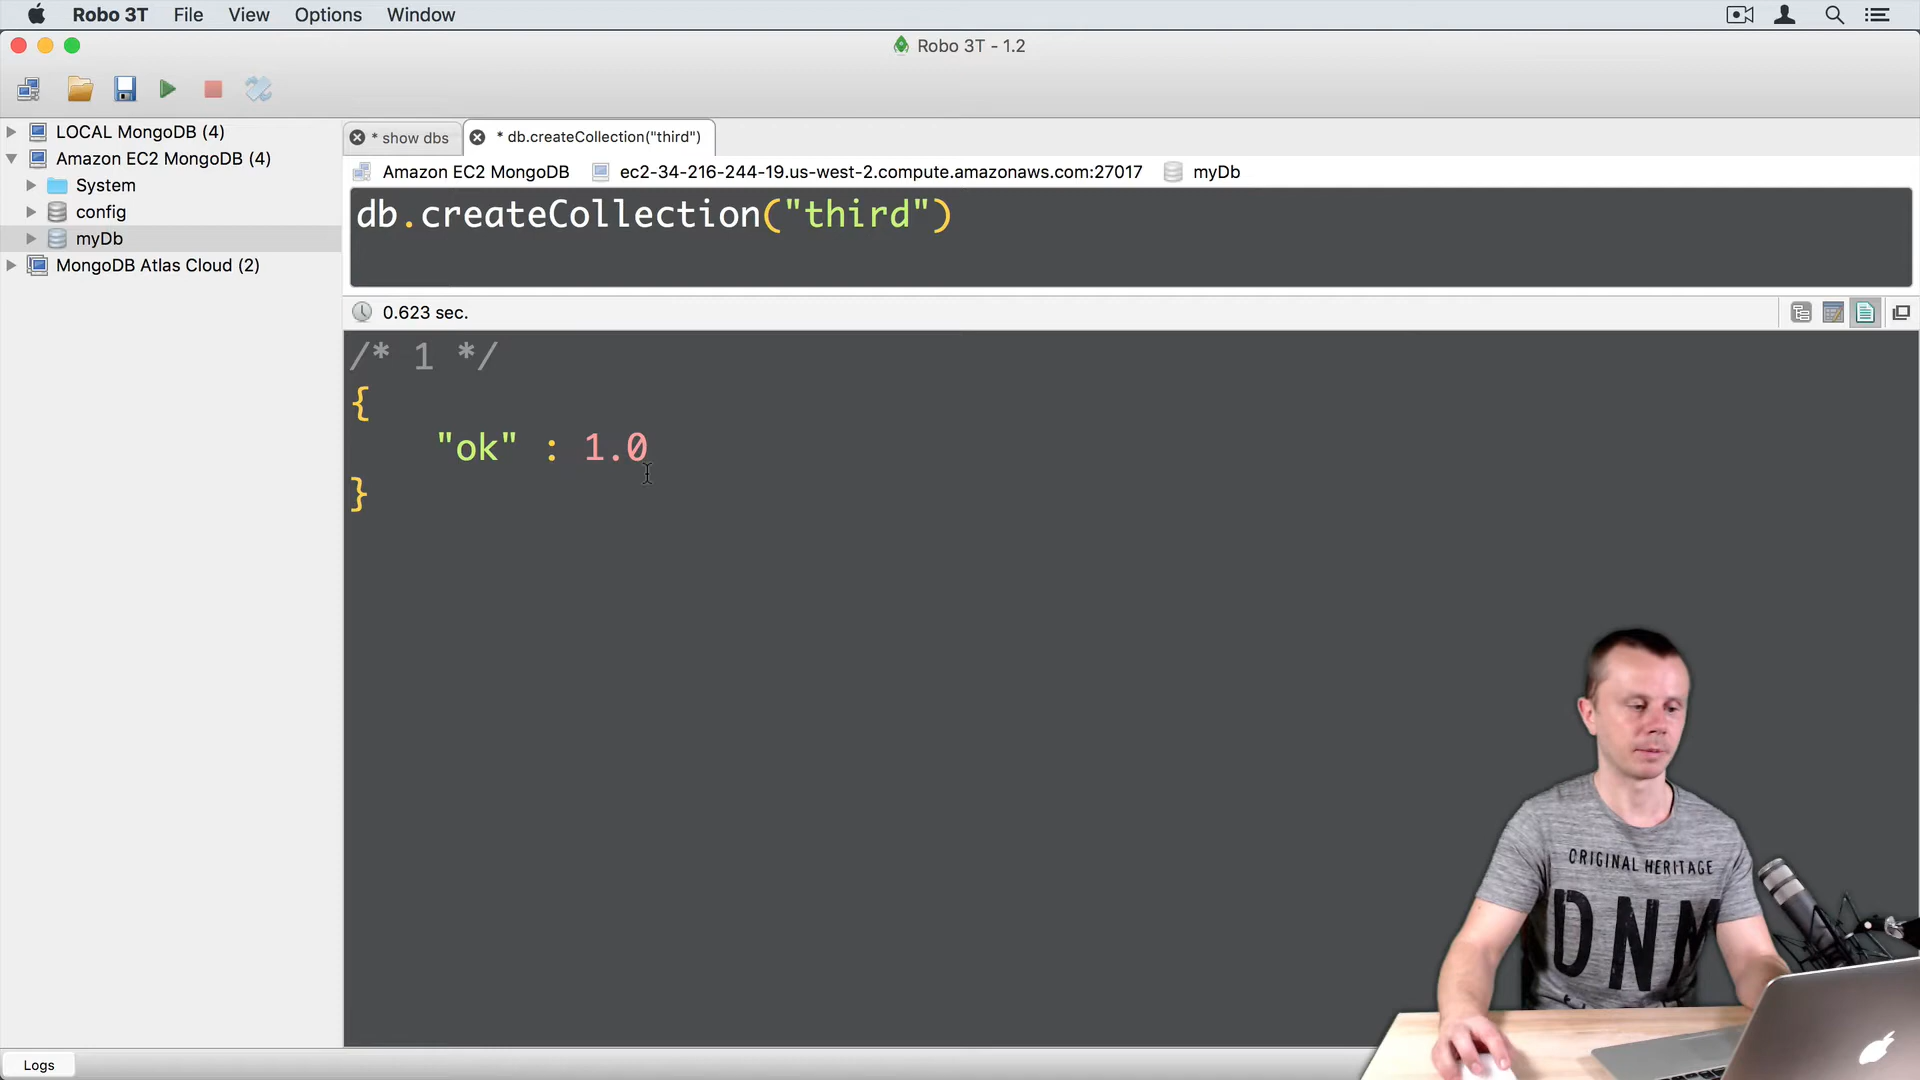 Robo 3T File View Options Window
Robo 3T - 1.2
LOCAL MongoDB (4)
Amazon EC2 MongoDB (4)
System
config
myDb
MongoDB Atlas Cloud (2)
* show dbs
* db.createCollection("third")
Amazon EC2 MongoDB
ec2-34-216-244-19.us-west-2.compute.amazonaws.com:27017
myDb
db.createCollection("third")
0.623 sec.
/* 1 */
{
"ok" : 1.0
}
ORIGINAL HERITAGE
DNM
Logs